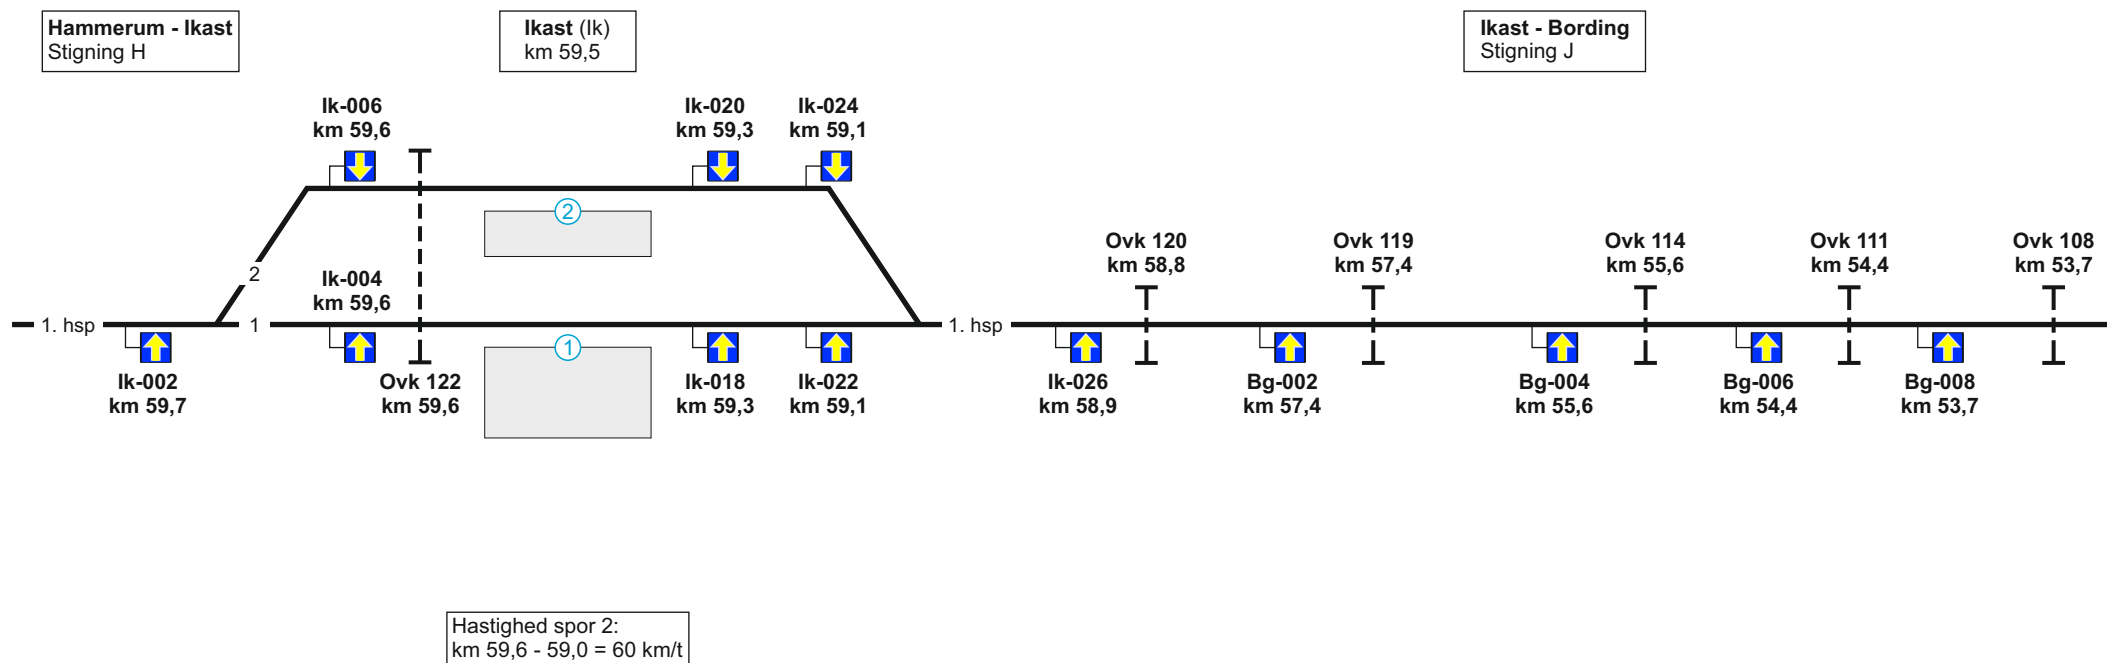 Hammerum - Ikast
Stigning H
Ikast (Ik)
km 59,5
Ikast - Bording
Stigning J
Ik-006
km 59,6
Ik-020
km 59,3
Ik-024
km 59,1
2
2
Ik-004
km 59,6
Ovk 120
km 58,8
Ovk 119
km 57,4
Ovk 114
km 55,6
Ovk 111
km 54,4
Ovk 108
km 53,7
1. hsp
1
1. hsp
1
Ik-002
km 59,7
Ovk 122
km 59,6
Ik-018
km 59,3
Ik-022
km 59,1
Ik-026
km 58,9
Bg-002
km 57,4
Bg-004
km 55,6
Bg-006
km 54,4
Bg-008
km 53,7
Hastighed spor 2:
km 59,6 - 59,0 = 60 km/t